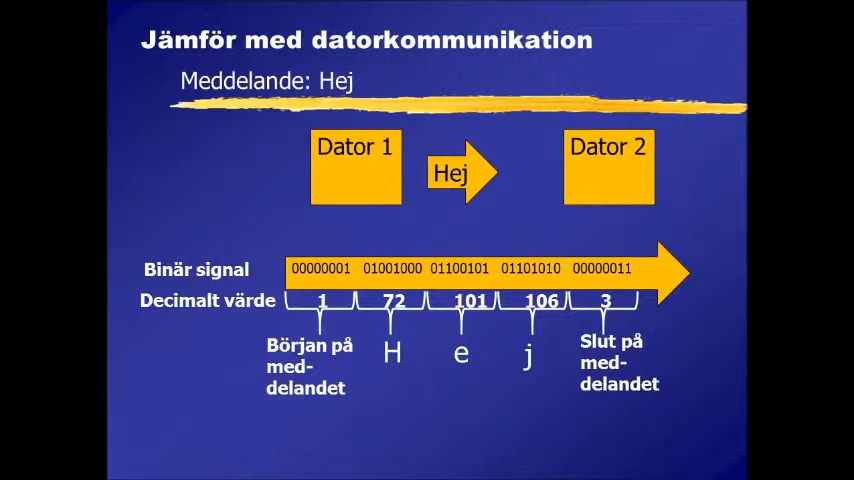 Jämför med datorkommunikation
Meddelande: Hej
Dator 1
Hej
Dator 2
Binär signal
00000001 01001000 01100101 01101010 00000011
Decimalt värde
1 72 101 106 3
Början på
med-
delandet
H
e
j
Slut på
med-
delandet